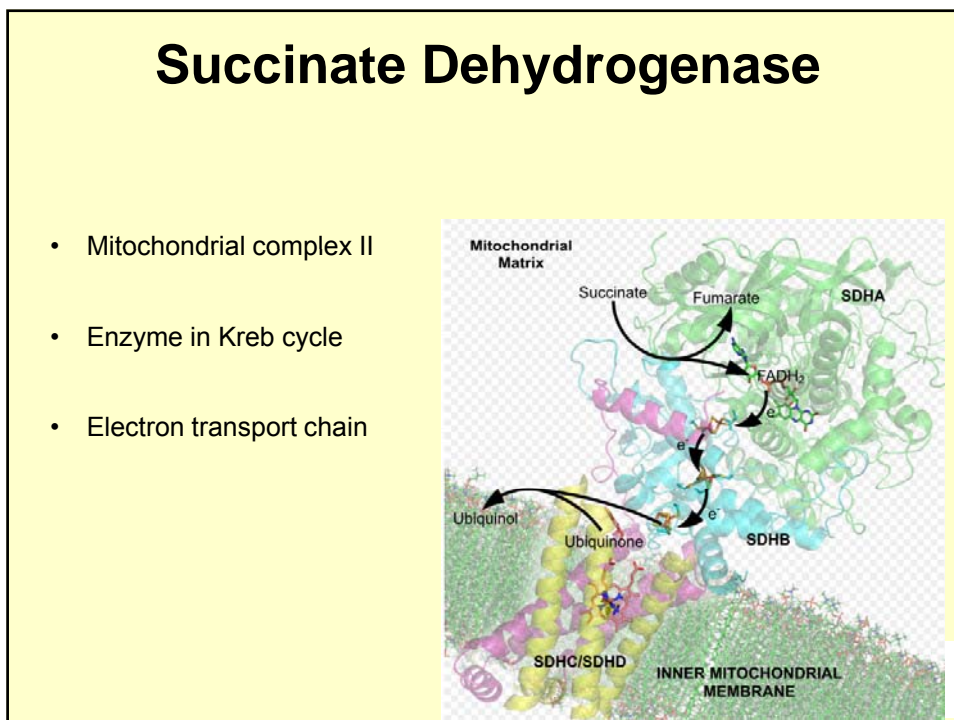 Succinate Dehydrogenase
• Mitochondrial complex II
• Enzyme in Kreb cycle
• Electron transport chain
Mitochondrial
Matrix
Succinate
Fumarate
SDHA
FADH₂
e
e⁻
e⁻
Ubiquinol
Ubiquinone
SDHB
SDHC/SDHD
INNER MITOCHONDRIAL
MEMBRANE